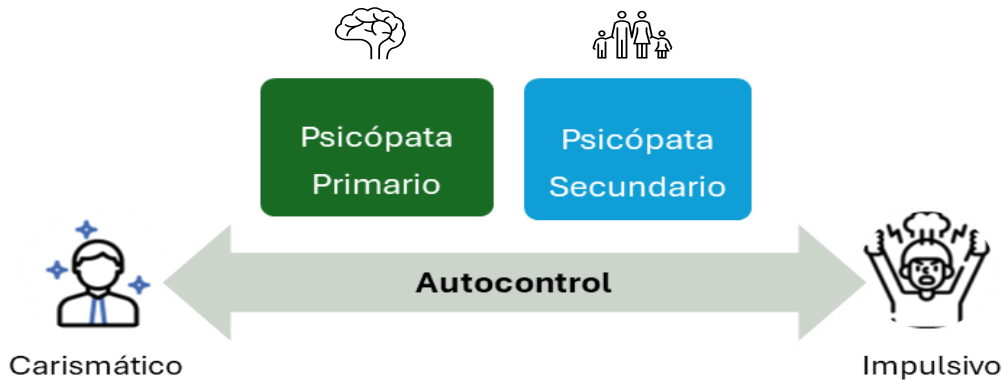 Psicópata
Primario
Psicópata
Secundario
Autocontrol
Carismático
Impulsivo